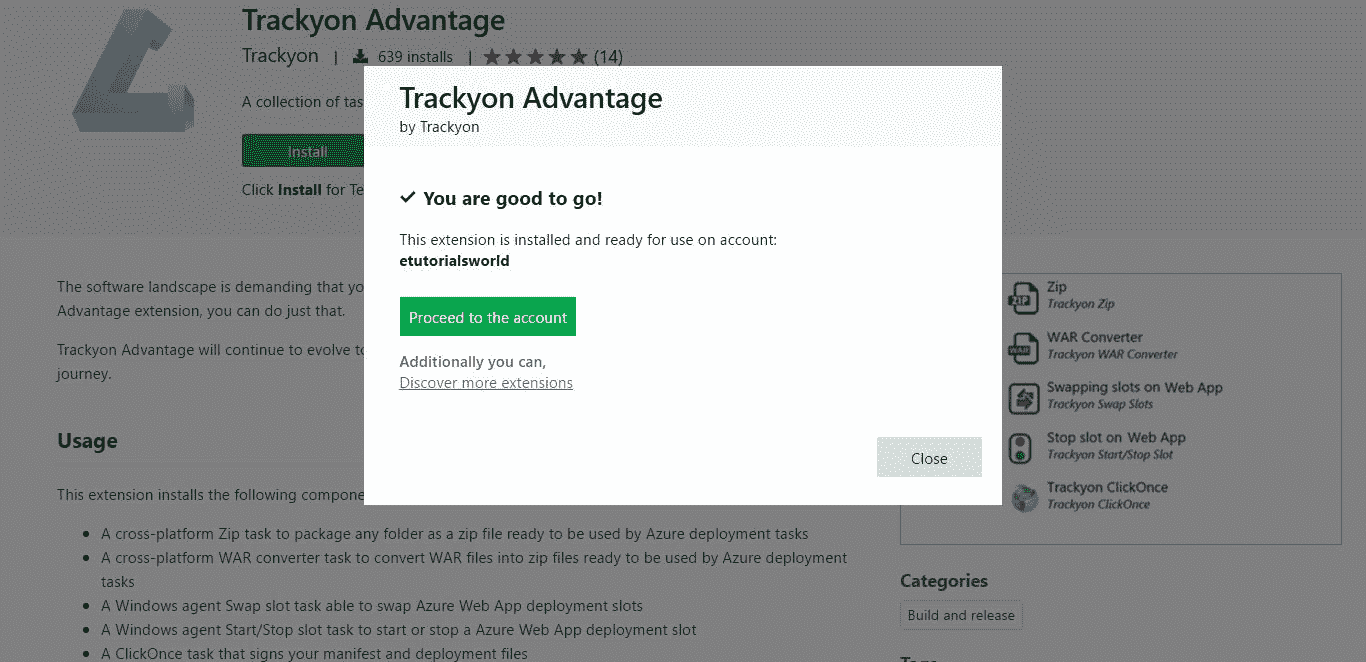 Trackyon Advantage
Trackyon | 639 installs | (14)
A collection of tas
Install
Click Install for Te
Trackyon Advantage
by Trackyon
You are good to go!
This extension is installed and ready for use on account:
etutorialsworld
Proceed to the account
Additionally you can,
Discover more extensions
Close
The software landscape is demanding that yo
Advantage extension, you can do just that.
Trackyon Advantage will continue to evolve to
journey.
Usage
This extension installs the following compone
A cross-platform Zip task to package any folder as a zip file ready to be used by Azure deployment tasks
A cross-platform WAR converter task to convert WAR files into zip files ready to be used by Azure deployment
tasks
A Windows agent Swap slot task able to swap Azure Web App deployment slots
A Windows agent Start/Stop slot task to start or stop a Azure Web App deployment slot
A ClickOnce task that signs your manifest and deployment files
ZIP
Zip
Trackyon Zip
WAR
WAR Converter
Trackyon WAR Converter
Swapping slots on Web App
Trackyon Swap Slots
Stop slot on Web App
Trackyon Start/Stop Slot
Trackyon ClickOnce
Trackyon ClickOnce
Categories
Build and release